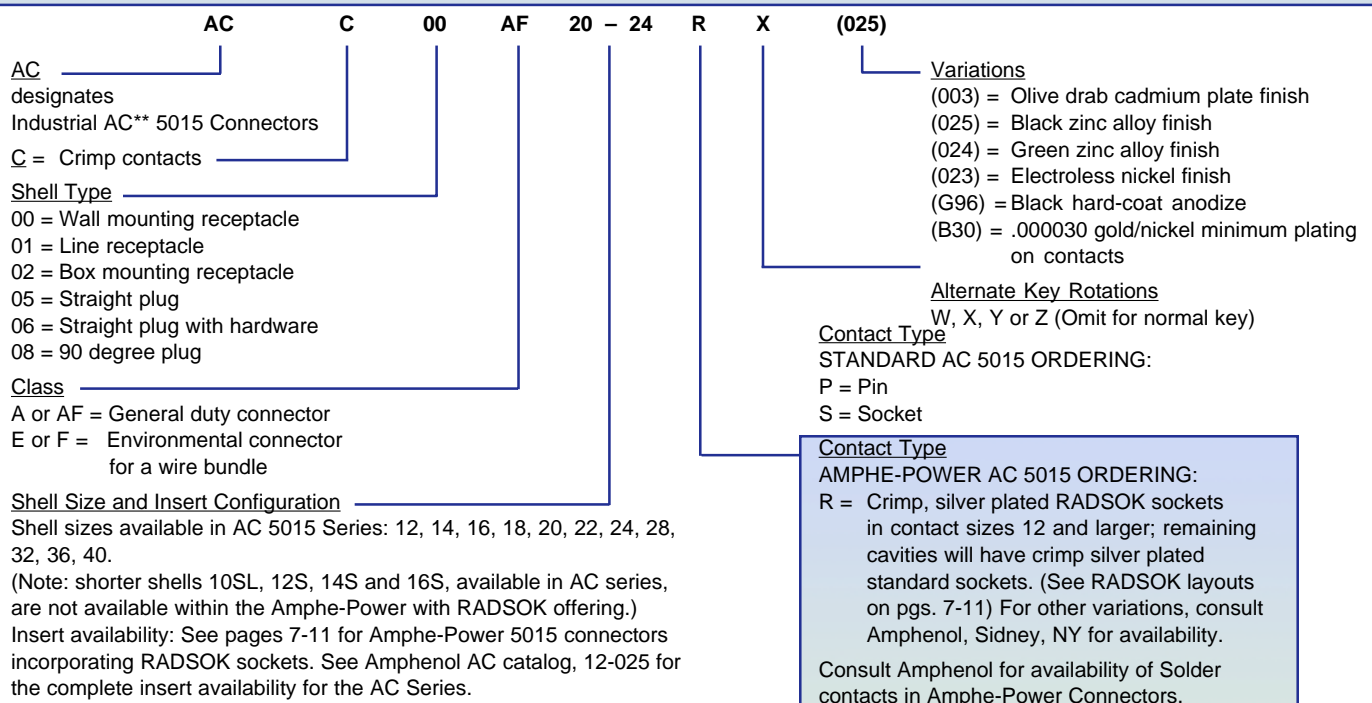 AC C 00 AF 20 – 24 R X (025)
AC
designates
Industrial AC** 5015 Connectors
C = Crimp contacts
Shell Type
00 = Wall mounting receptacle
01 = Line receptacle
02 = Box mounting receptacle
05 = Straight plug
06 = Straight plug with hardware
08 = 90 degree plug
Class
A or AF = General duty connector
E or F = Environmental connector
for a wire bundle
Shell Size and Insert Configuration
Shell sizes available in AC 5015 Series: 12, 14, 16, 18, 20, 22, 24, 28,
32, 36, 40.
(Note: shorter shells 10SL, 12S, 14S and 16S, available in AC series,
are not available within the Amphe-Power with RADSOK offering.)
Insert availability: See pages 7-11 for Amphe-Power 5015 connectors
incorporating RADSOK sockets. See Amphenol AC catalog, 12-025 for
the complete insert availability for the AC Series.
Variations
(003) = Olive drab cadmium plate finish
(025) = Black zinc alloy finish
(024) = Green zinc alloy finish
(023) = Electroless nickel finish
(G96) = Black hard-coat anodize
(B30) = .000030 gold/nickel minimum plating
on contacts
Alternate Key Rotations
W, X, Y or Z (Omit for normal key)
Contact Type
STANDARD AC 5015 ORDERING:
P = Pin
S = Socket
Contact Type
AMPHE-POWER AC 5015 ORDERING:
R = Crimp, silver plated RADSOK sockets
in contact sizes 12 and larger; remaining
cavities will have crimp silver plated
standard sockets. (See RADSOK layouts
on pgs. 7-11) For other variations, consult
Amphenol, Sidney, NY for availability.
Consult Amphenol for availability of Solder
contacts in Amphe-Power Connectors.